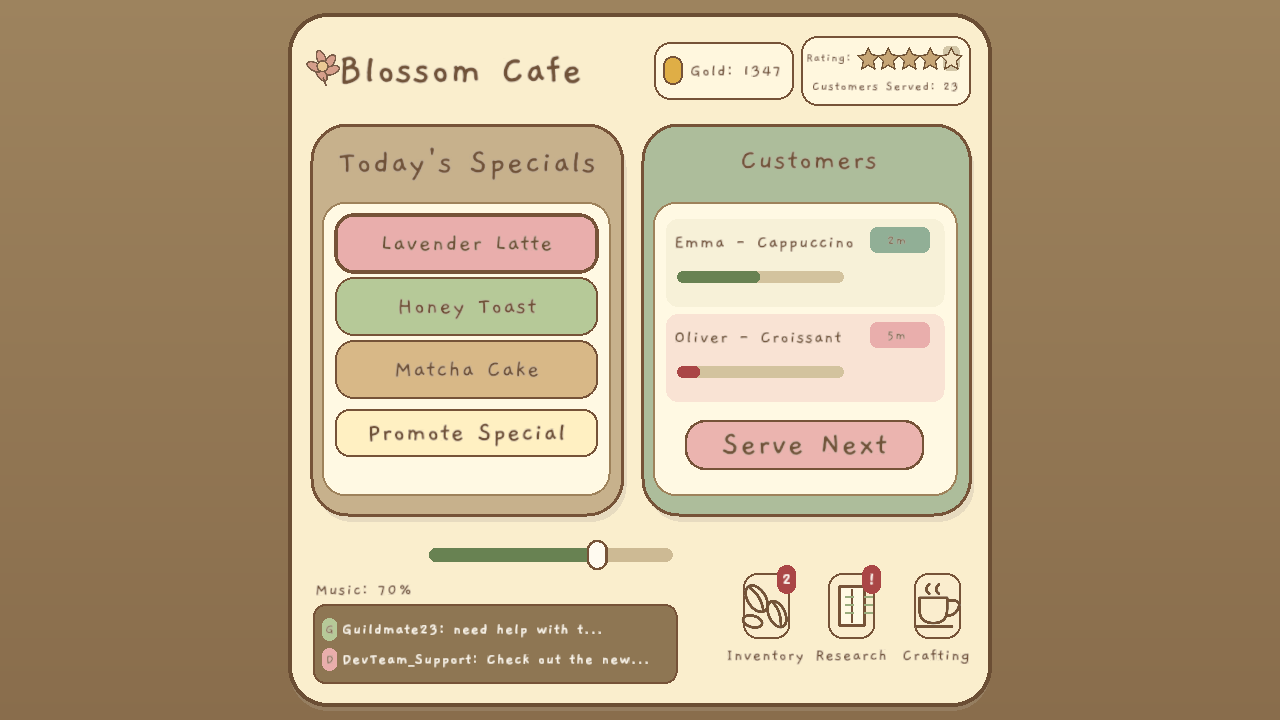 Blossom Cafe
Gold: 1347
Rating:
Customers Served: 23
Today's Specials
Lavender Latte
Honey Toast
Matcha Cake
Promote Special
Customers
Emma - Cappuccino
2m
Oliver - Croissant
5m
Serve Next
Music: 70%
G Guildmate23: need help with t...
D DevTeam_Support: Check out the new...
2
!
Inventory
Research
Crafting